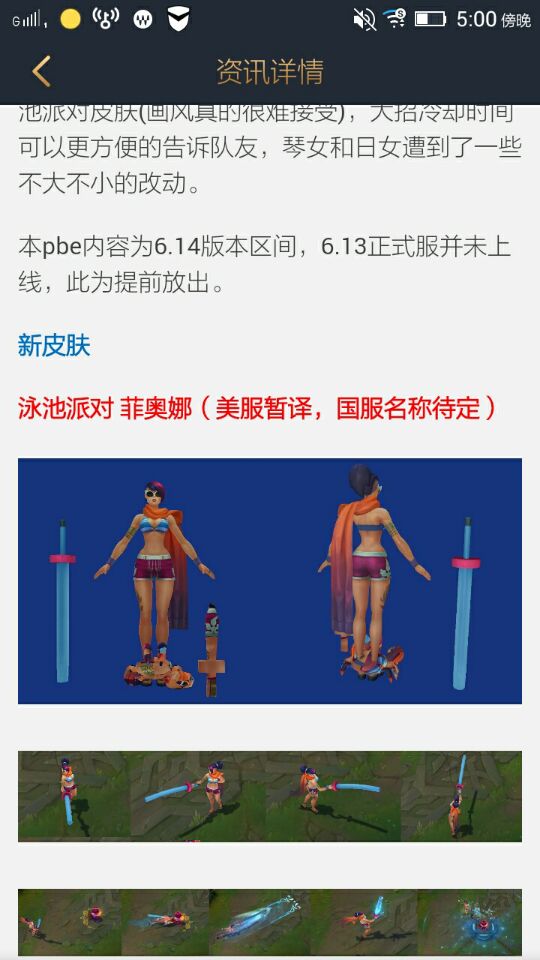 G
5:00 傍晚
资讯详情
池派对皮肤(画风真的很难接受)，大招冷却时间
可以更方便的告诉队友，琴女和日女遭到了一些
不大不小的改动。
本pbe内容为6.14版本区间，6.13正式服并未上
线，此为提前放出。
新皮肤
泳池派对 菲奥娜（美服暂译，国服名称待定）